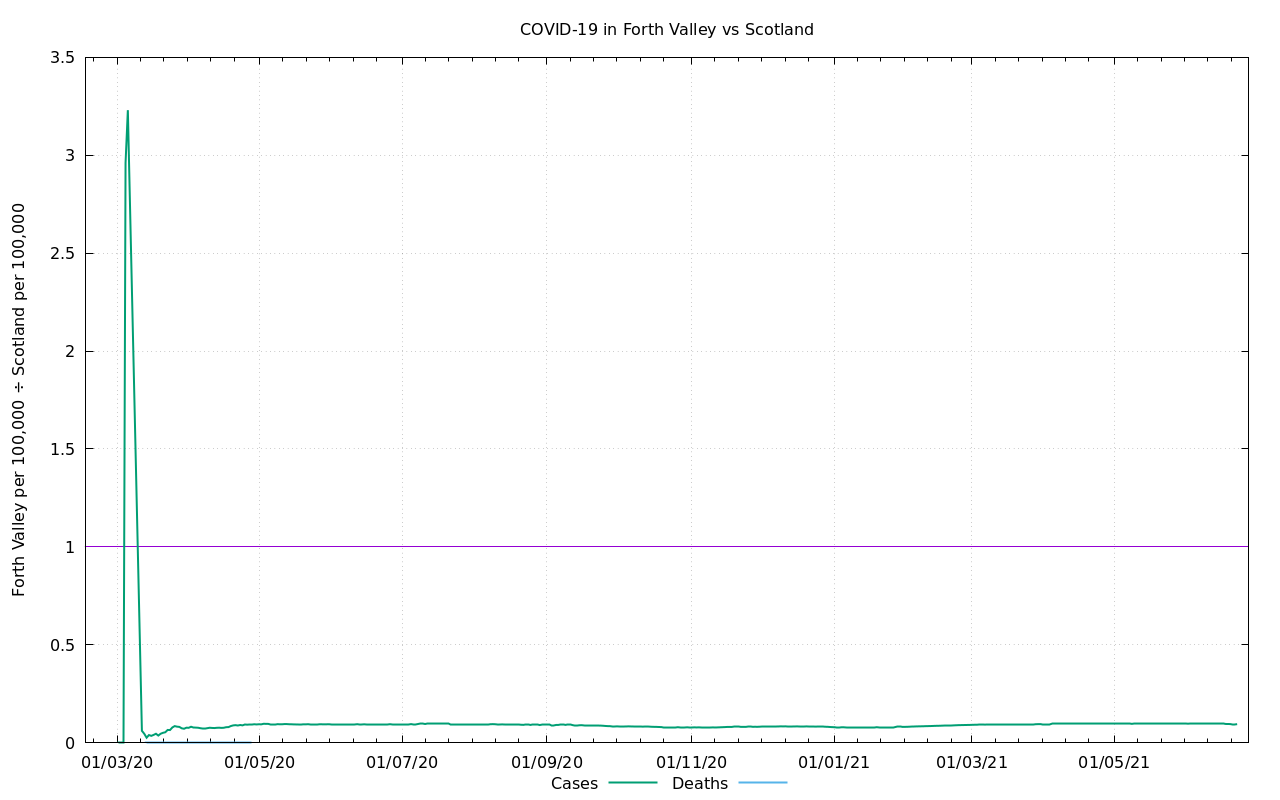 COVID-19 in Forth Valley vs Scotland
Forth Valley per 100,000 ÷ Scotland per 100,000
3.5
3
2.5
2
1.5
1
0.5
0
01/03/20 01/05/20 01/07/20 01/09/20 01/11/20 01/01/21 01/03/21 01/05/21
Cases Deaths